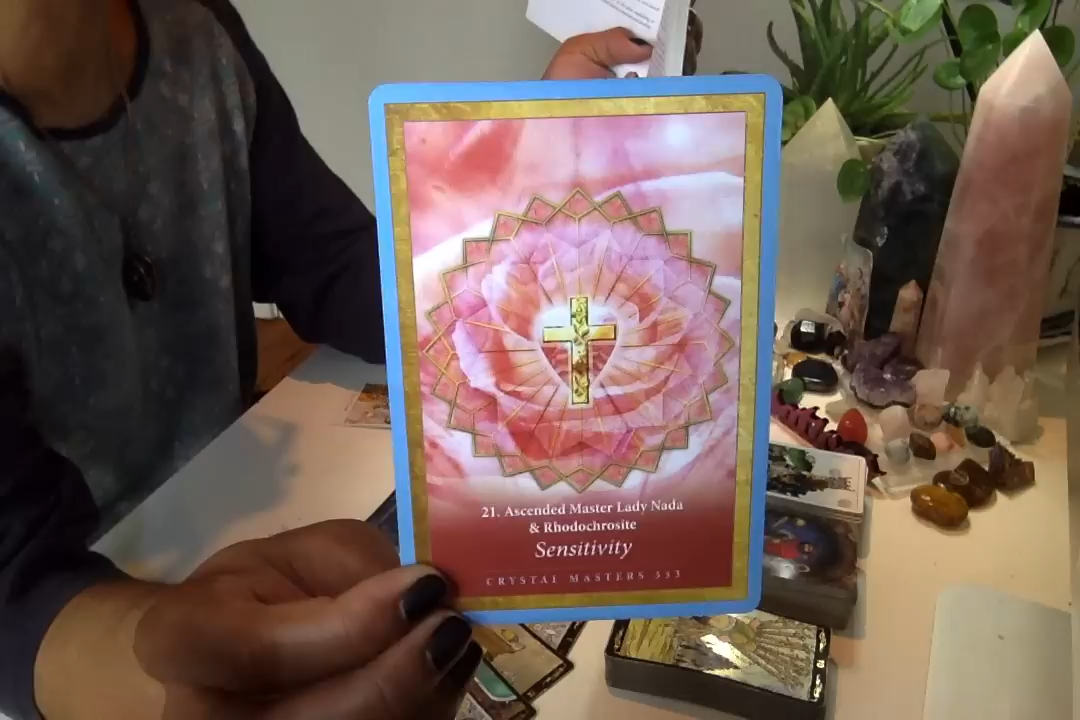 21. Ascended Master Lady Nada
& Rhodochrosite
Sensitivity
CRYSTAL MASTERS 333